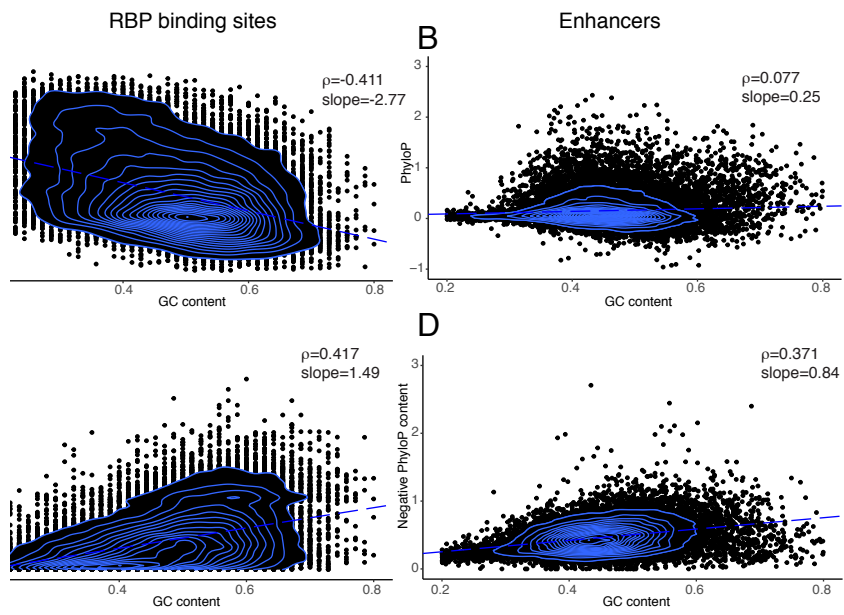 RBP binding sites
Enhancers
B
ρ=-0.411
slope=-2.77
0.4
0.6
0.8
GC content
ρ=0.077
slope=0.25
PhyloP
3
2
1
0
−1
0.2
0.4
0.6
0.8
GC content
D
ρ=0.417
slope=1.49
0.4
0.6
0.8
GC content
ρ=0.371
slope=0.84
Negative PhyloP content
3
2
1
0
0.2
0.4
0.6
0.8
GC content